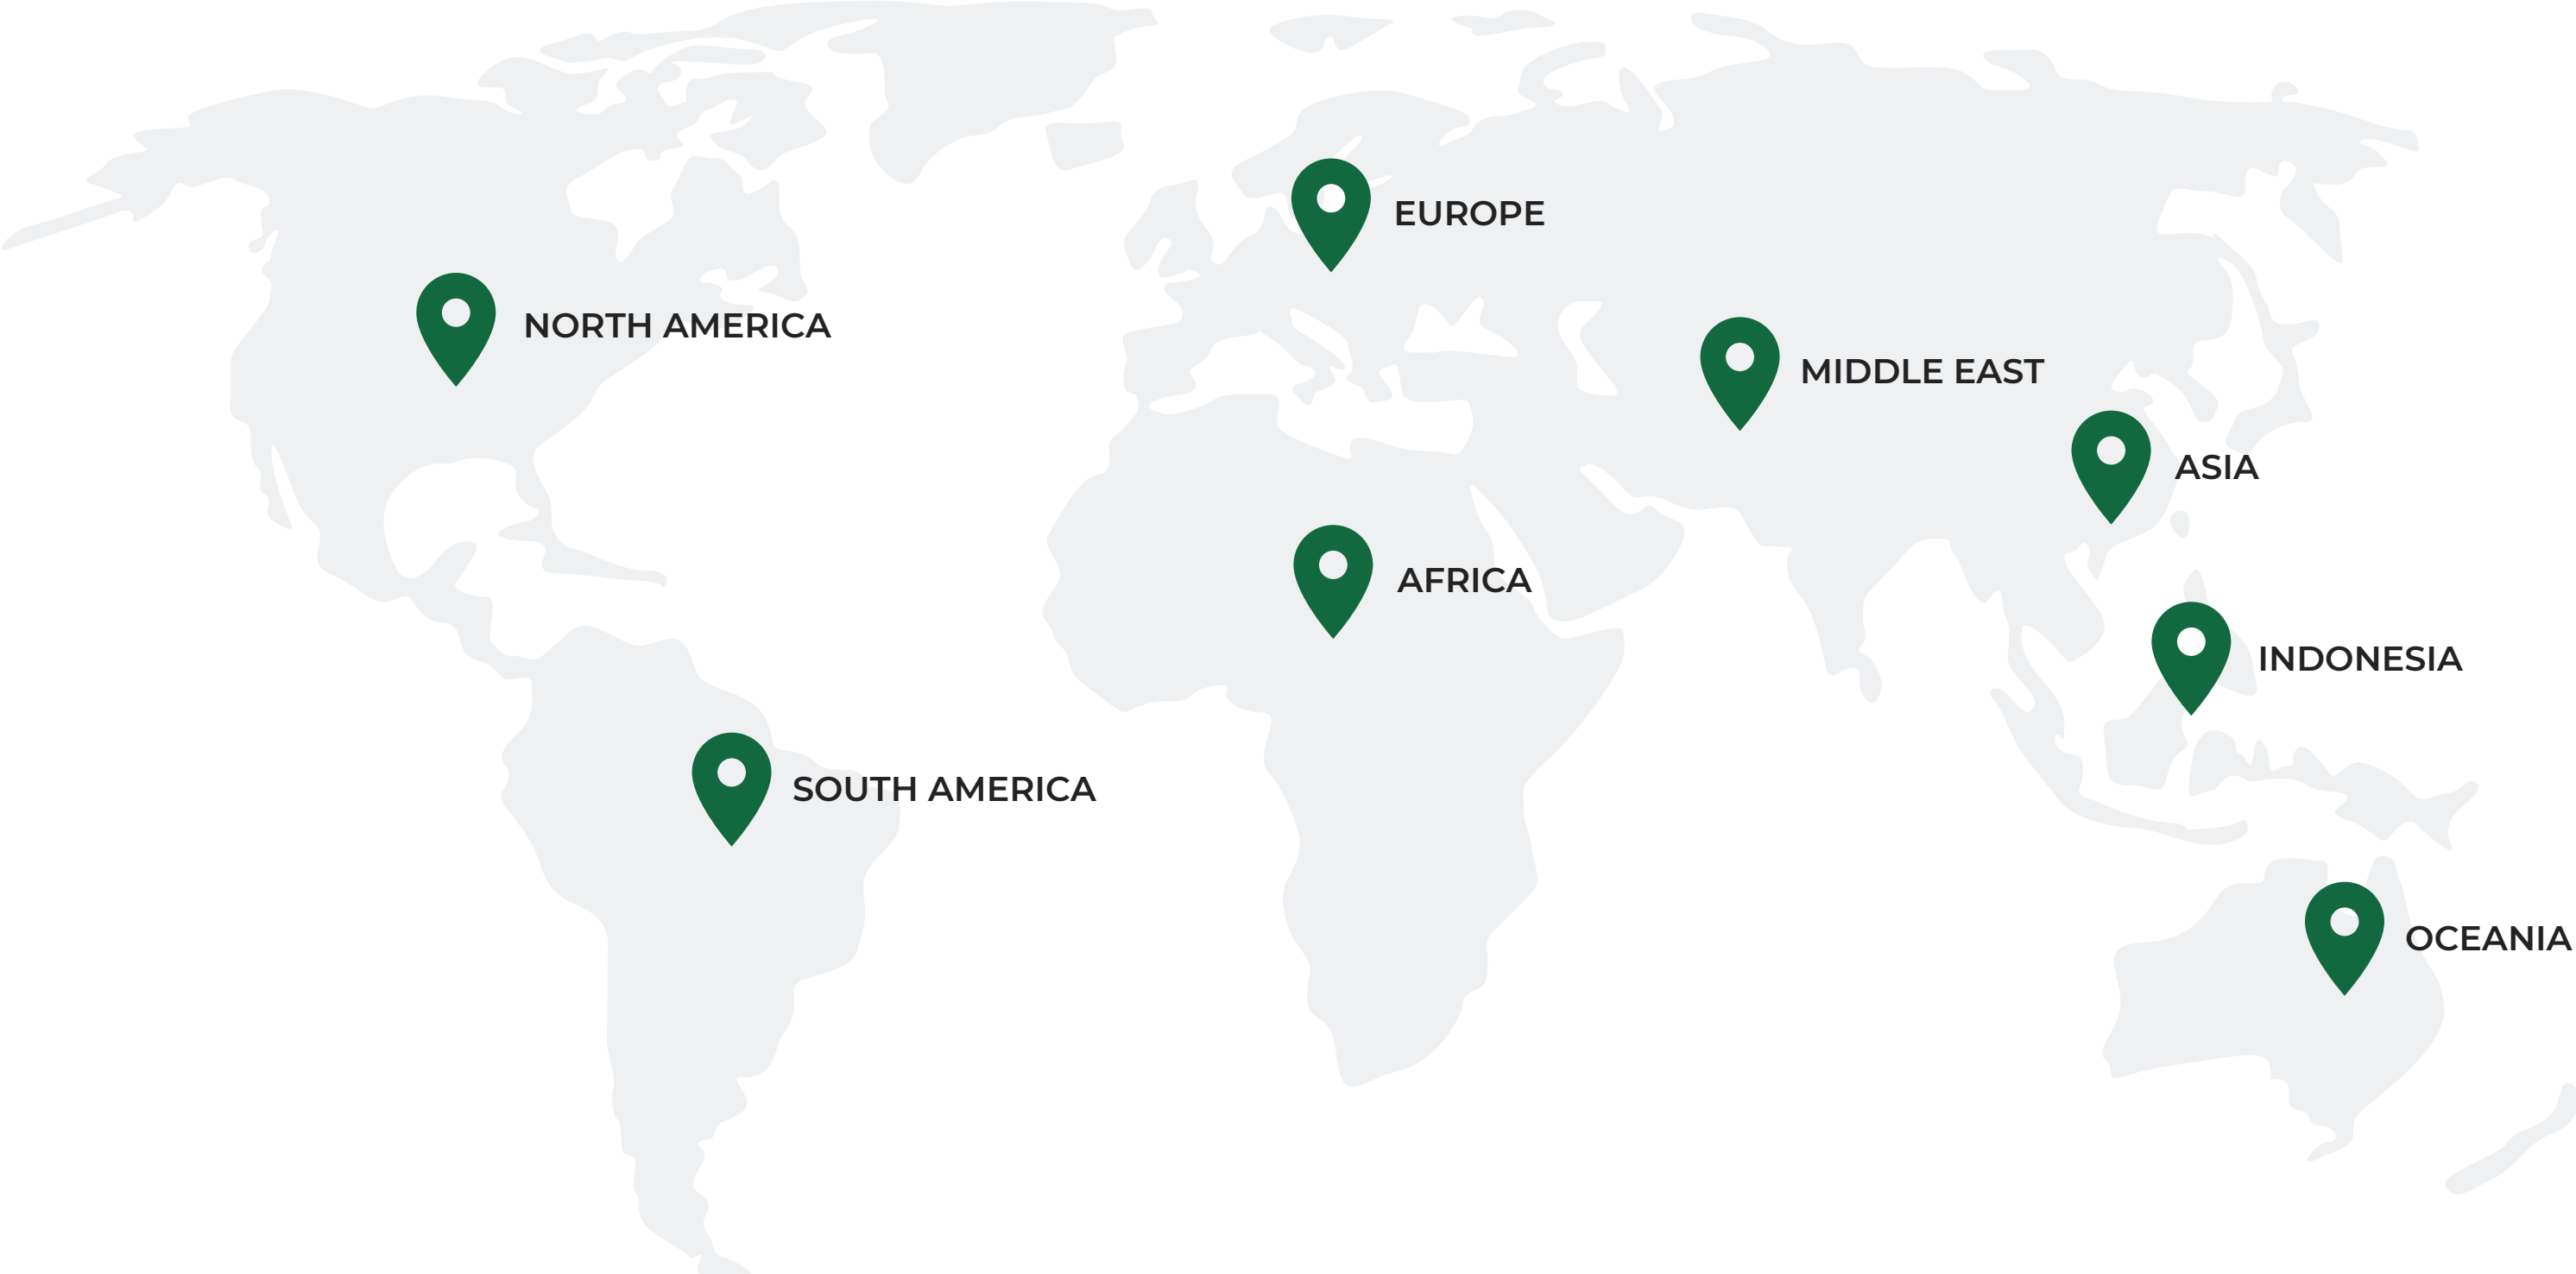 EUROPE
NORTH AMERICA
MIDDLE EAST
ASIA
AFRICA
INDONESIA
SOUTH AMERICA
OCEANIA